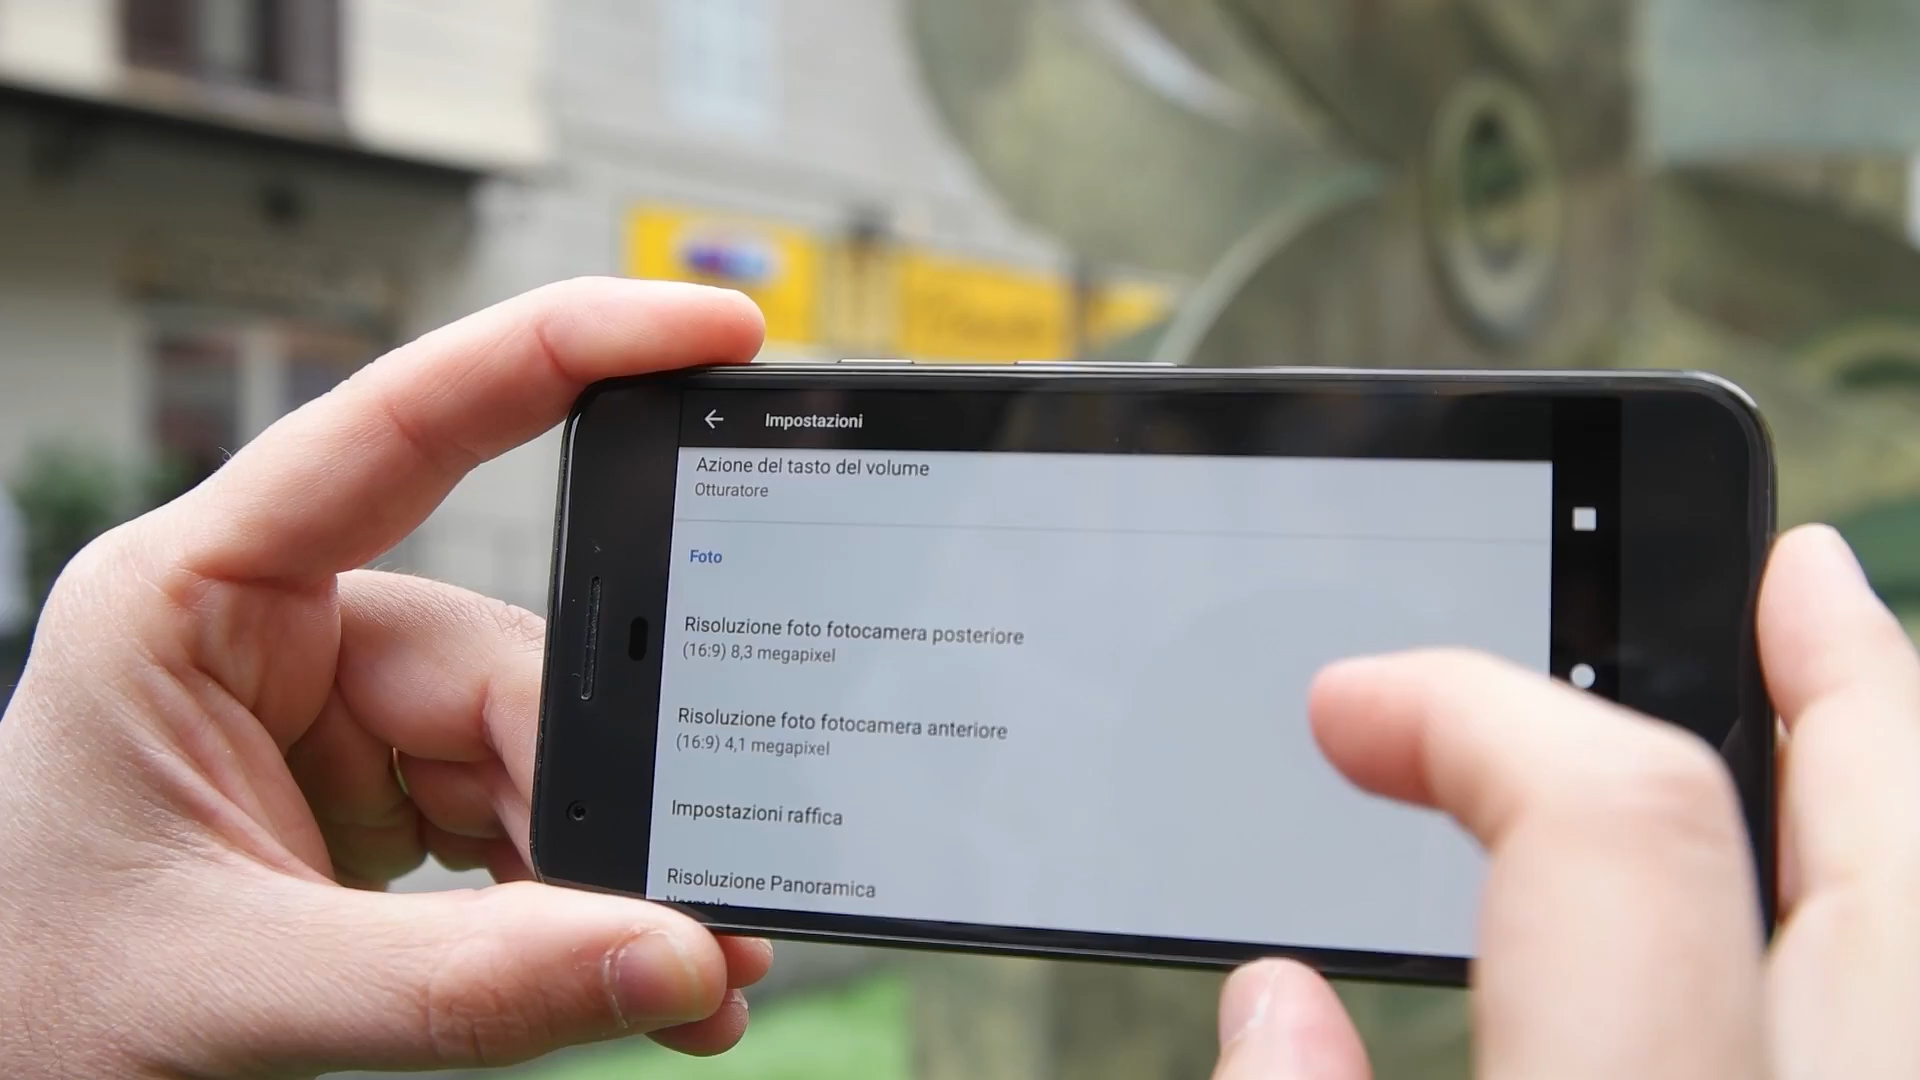 Impostazioni
Azione del tasto del volume
Otturatore
Foto
Risoluzione foto fotocamera posteriore
(16:9) 8,3 megapixel
Risoluzione foto fotocamera anteriore
(16:9) 4,1 megapixel
Impostazioni raffica
Risoluzione Panoramica
Normale